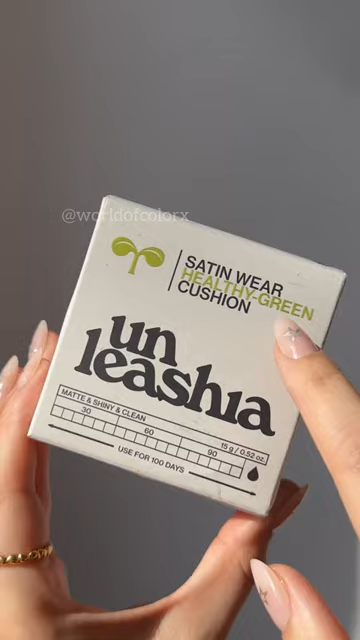 @worldofcolorx
SATIN WEAR
HEALTHY-GREEN
CUSHION
un
leashia
MATTE & SHINY & CLEAN
15 g / 0.52 oz.
30
60
90
USE FOR 100 DAYS